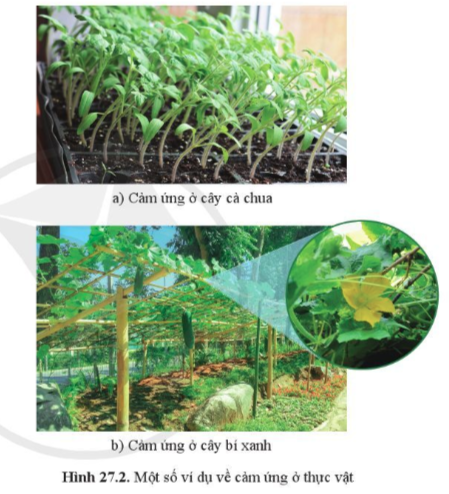 a) Cảm ứng ở cây cà chua
b) Cảm ứng ở cây bí xanh
Hình 27.2. Một số ví dụ về cảm ứng ở thực vật